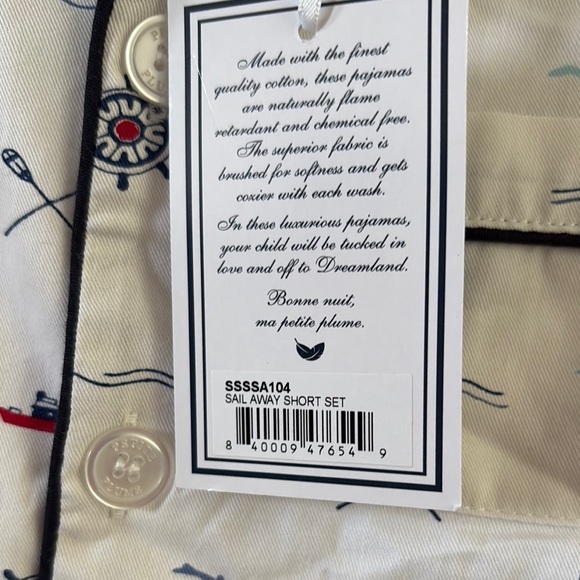 Made with the finest
quality cotton, these pajamas
are naturally flame
retardant and chemical free.
The superior fabric is
brushed for softness and gets
cozier with each wash.
In these luxurious pajamas,
your child will be tucked in
love and off to Dreamland.
Bonne nuit,
ma petite plume.
SSSSA104
SAIL AWAY SHORT SET
8 40009 47654 9
PETITE
PLUME